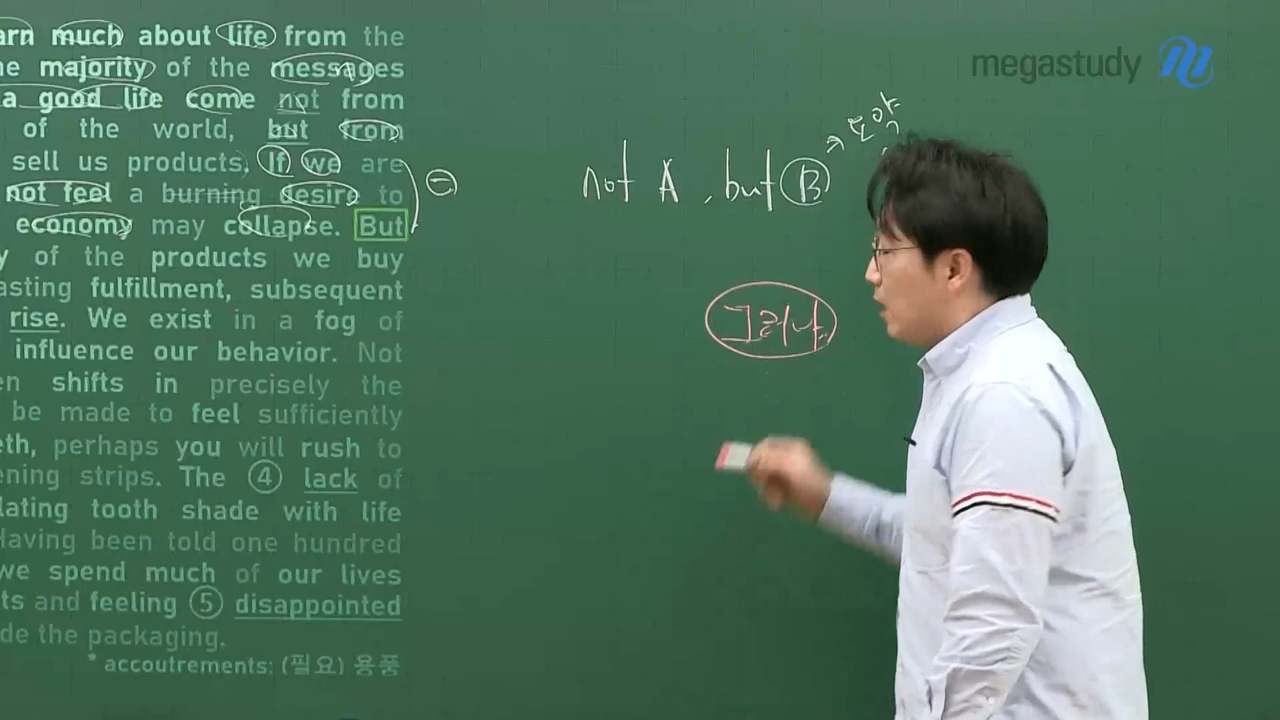 arn much about life from the
ne majority of the messages
a good life come not from
of the world, but from
sell us products. If we are
not feel a burning desire to
economy may collapse. But
y of the products we buy
asting fulfillment, subsequent
rise. We exist in a fog of
influence our behavior. Not
en shifts in precisely the
be made to feel sufficiently
eth, perhaps you will rush to
ening strips. The ④ lack of
lating tooth shade with life
Having been told one hundred
we spend much of our lives
ts and feeling ⑤ disappointed
de the packaging.
* accoutrements: (필요) 용품
megastudy
not A, but B →
그러나